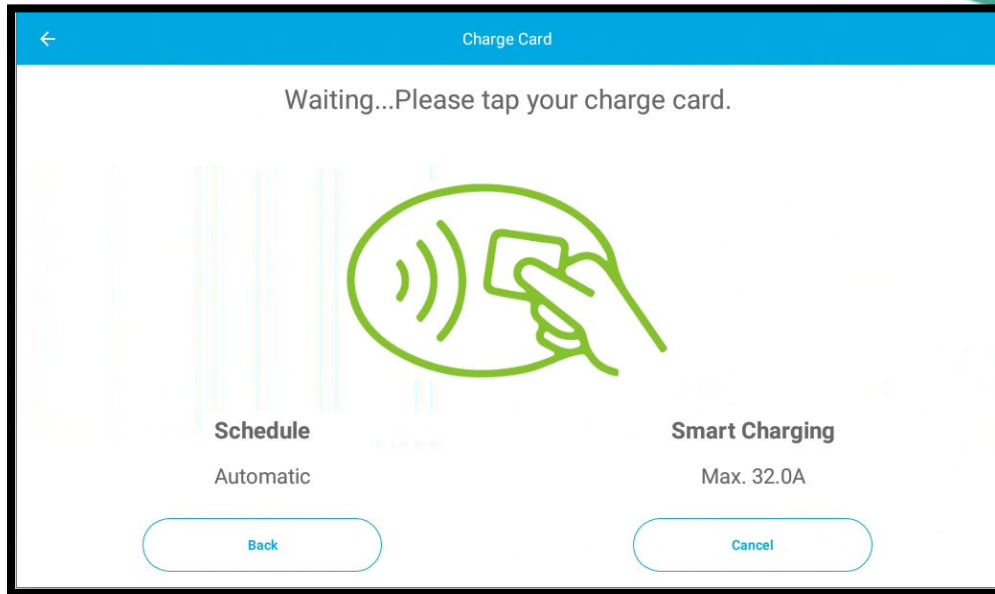 Charge Card
Waiting...Please tap your charge card.
Schedule
Smart Charging
Automatic
Max. 32.0A
Back
Cancel